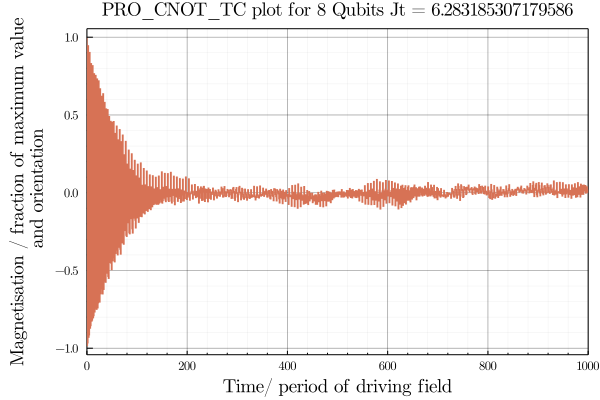 PRO_CNOT_TC plot for 8 Qubits Jt = 6.283185307179586
Magnetisation / fraction of maximum value
and orientation
1.0
0.5
0.0
−0.5
−1.0
0 200 400 600 800 1000
Time/ period of driving field